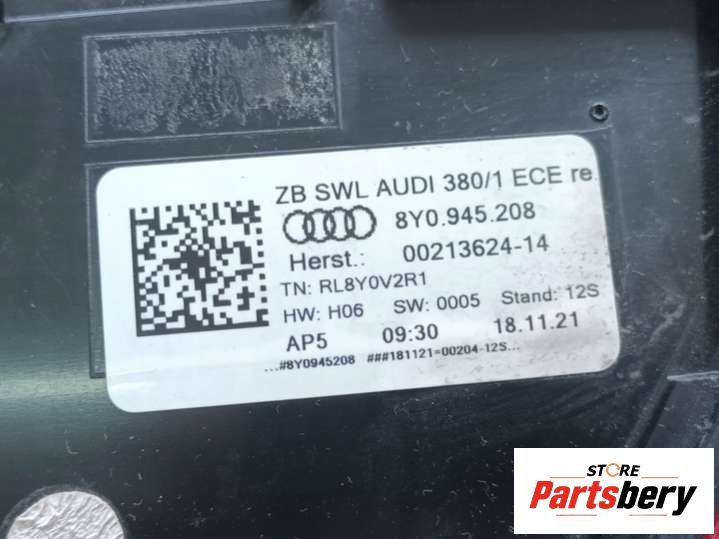 ZB SWL AUDI 380/1 ECE re.
8Y0.945.208
Herst.: 00213624-14
TN: RL8Y0V2R1
HW: H06 SW: 0005 Stand: 12S
AP5 09:30 18.11.21
...#8Y0945208 ###181121=00204-12S...
STORE
Partsbery